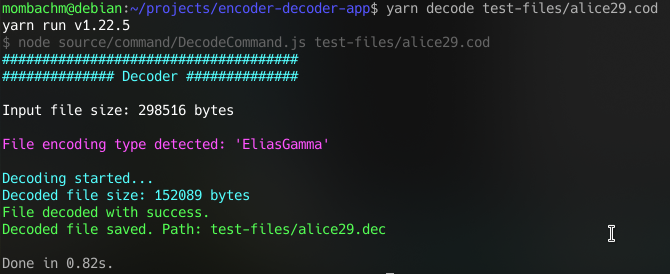 mombachm@debian:~/projects/encoder-decoder-app$ yarn decode test-files/alice29.cod
yarn run v1.22.5
$ node source/command/DecodeCommand.js test-files/alice29.cod
####################################
############## Decoder ##############
Input file size: 298516 bytes
File encoding type detected: 'EliasGamma'
Decoding started...
Decoded file size: 152089 bytes
File decoded with success.
Decoded file saved. Path: test-files/alice29.dec
Done in 0.82s.